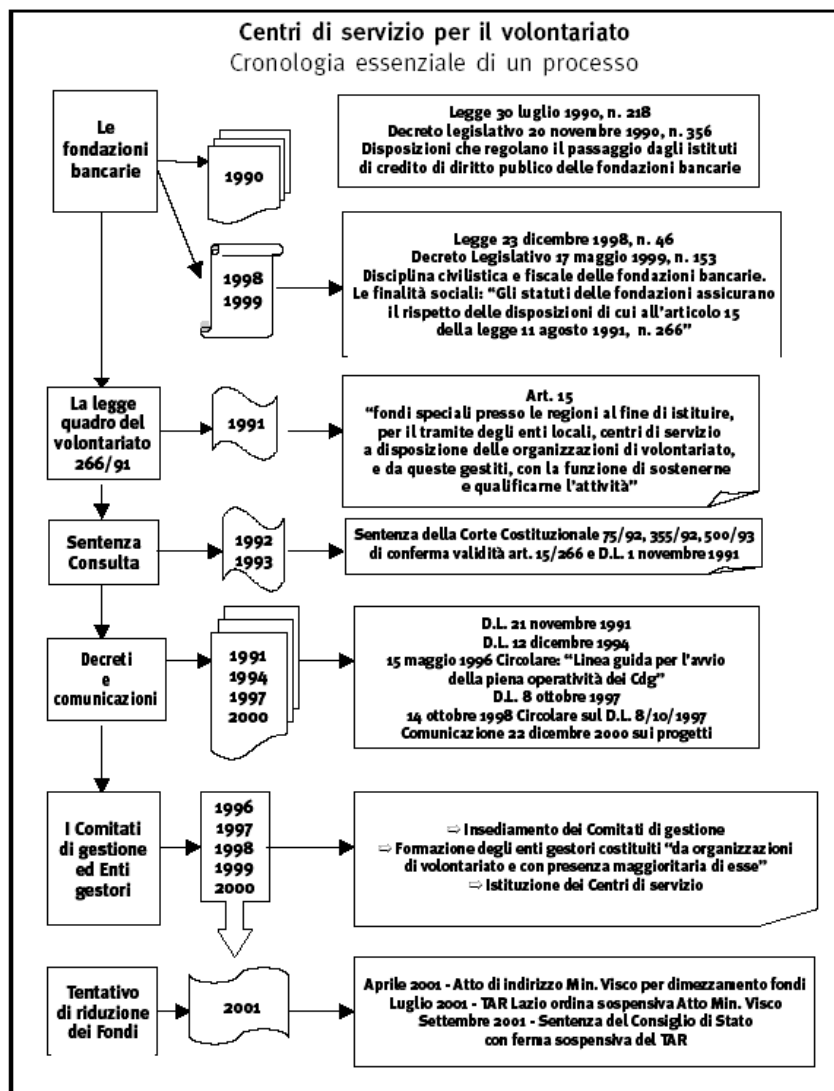 Centri di servizio per il volontariato
Cronologia essenziale di un processo
Le
fondazioni
bancarie
1990
Legge 30 luglio 1990, n. 218
Decreto legislativo 20 novembre 1990, n. 356
Disposizioni che regolano il passaggio dagli istituti
di credito di diritto publico delle fondazioni bancarie
1998
1999
Legge 23 dicembre 1998, n. 46
Decreto Legislativo 17 maggio 1999, n. 153
Disciplina civilistica e fiscale delle fondazioni bancarie.
Le finalità sociali: “Gli statuti delle fondazioni assicurano
il rispetto delle disposizioni di cui all’articolo 15
della legge 11 agosto 1991, n. 266”
La legge
quadro del
volontariato
266/91
1991
Art. 15
“fondi speciali presso le regioni al fine di istituire,
per il tramite degli enti locali, centri di servizio
a disposizione delle organizzazioni di volontariato,
e da queste gestiti, con la funzione di sostenerne
e qualificarne l’attività”
Sentenza
Consulta
1992
1993
Sentenza della Corte Costituzionale 75/92, 355/92, 500/93
di conferma validità art. 15/266 e D.L. 1 novembre 1991
Decreti
e
comunicazioni
1991
1994
1997
2000
D.L. 21 novembre 1991
D.L. 12 dicembre 1994
15 maggio 1996 Circolare: “Linea guida per l’avvio
della piena operatività dei Cdg”
D.L. 8 ottobre 1997
14 ottobre 1998 Circolare sul D.L. 8/10/1997
Comunicazione 22 dicembre 2000 sui progetti
I Comitati
di gestione
ed Enti
gestori
1996
1997
1998
1999
2000
⇨ Insediamento dei Comitati di gestione
⇨ Formazione degli enti gestori costituiti “da organizzazioni
di volontariato e con presenza maggioritaria di esse”
⇨ Istituzione dei Centri di servizio
Tentativo
di riduzione
dei Fondi
2001
Aprile 2001 - Atto di indirizzo Min. Visco per dimezzamento fondi
Luglio 2001 - TAR Lazio ordina sospensiva Atto Min. Visco
Settembre 2001 - Sentenza del Consiglio di Stato
con ferma sospensiva del TAR